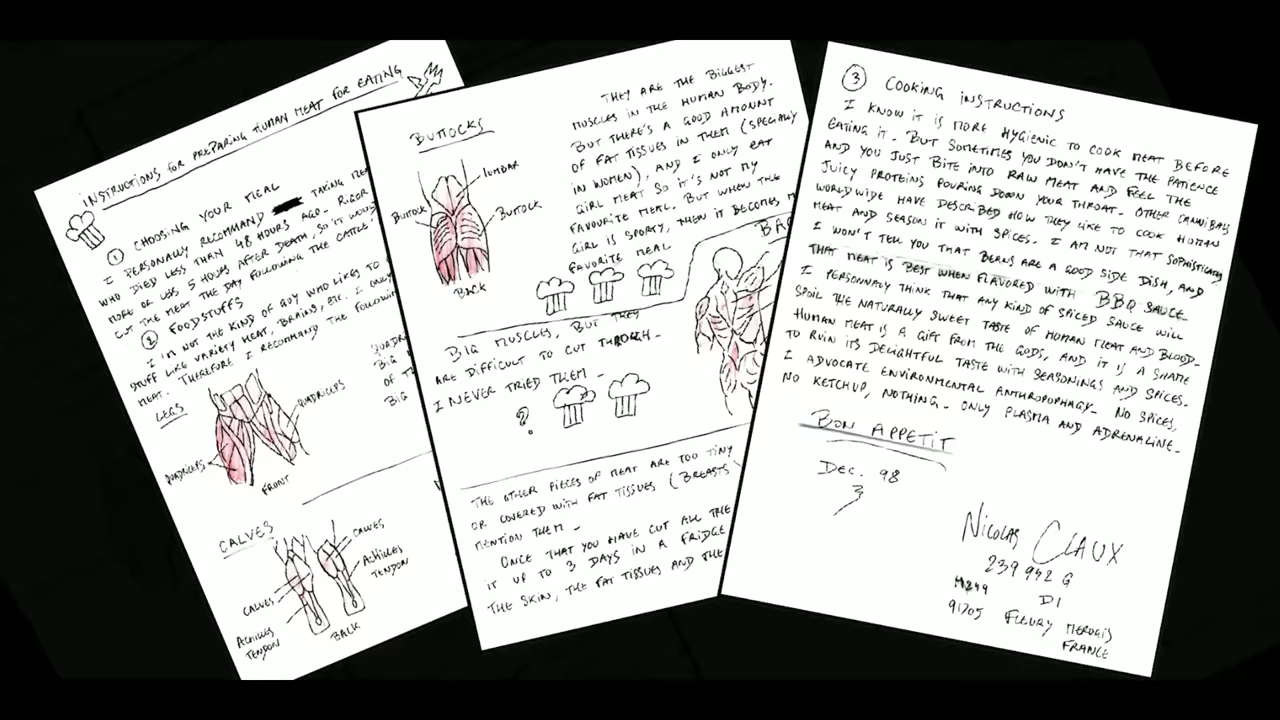 INSTRUCTIONS FOR PREPARING HUMAN MEAT FOR EATING
① CHOOSING YOUR MEAL
I PERSONALLY RECOMMAND TAKING
WHO DIED LESS THAN 48 HOURS AGO. RIGOR
MORE OR LESS 5 HOURS AFTER DEATH, SO IT WOULD
CUT THE MEAT THE DAY FOLLOWING THE CATTLE
② FOODSTUFFS
I'M NOT THE KIND OF GUY WHO LIKES TO
STUFF LIKE VARIETY MEAT, BRAINS, ETC. I ONLY
MEAT. THEREFORE I RECOMMAND THE
LEGS
QUADRICEPS
QUADRICEPS
FRONT
BIG
OF
BIG
CALVES
CALVES
ACHILLES
TENDON
CALVES
ACHILLES
TENDON
BACK
BUTTOCKS
LUMBAR
BUTTOCK
BUTTOCK
BACK
THEY ARE THE BIGGEST
MUSCLES IN THE HUMAN BODY.
BUT THERE'S A GOOD AMOUNT
OF FAT TISSUES IN THEM (SPECIALLY
IN WOMEN), AND I ONLY EAT
GIRL MEAT SO IT'S NOT MY
FAVOURITE MEAL. BUT WHEN THE
GIRL IS SPORTY, THEN IT BECOMES
FAVORITE MEAL
BIG MUSCLES, BUT THEY
ARE DIFFICULT TO CUT THROUGH.
I NEVER TRIED THEM -
?
THE OTHER PIECES OF MEAT ARE TOO TINY
OR COVERED WITH FAT TISSUES (BREASTS
MENTION THEM -
ONCE THAT YOU HAVE CUT ALL THE
IT UP TO 3 DAYS IN A FRIDGE
THE SKIN, THE FAT TISSUES AND THE
③ COOKING INSTRUCTIONS
I KNOW IT IS MORE HYGIENIC TO COOK MEAT BEFORE
EATING IT. BUT SOMETIMES YOU DON'T HAVE THE PATIENCE
AND YOU JUST BITE INTO RAW MEAT AND FEEL THE
JUICY PROTEINS POURING DOWN YOUR THROAT. OTHER CANNIBALS
WORLDWIDE HAVE DESCRIBED HOW THEY LIKE TO COOK HUMAN
MEAT AND SEASON IT WITH SPICES. I AM NOT THAT SOPHISTICATED
I WON'T TELL YOU THAT BEANS ARE A GOOD SIDE DISH, AND
THAT MEAT IS BEST WHEN FLAVORED WITH BBQ SAUCE
I PERSONNALY THINK THAT ANY KIND OF SPICED SAUCE WILL
SPOIL THE NATURALLY SWEET TASTE OF HUMAN MEAT AND BLOOD.
HUMAN MEAT IS A GIFT FROM THE GODS, AND IT IS A SHAME
TO RUIN ITS DELIGHTFUL TASTE WITH SEASONINGS AND SPICES.
I ADVOCATE ENVIRONMENTAL ANTHROPOPHAGY. NO SPICES,
NO KETCHUP, NOTHING. ONLY PLASMA AND ADRENALINE.
BON APPETIT
DEC. 98
NICOLAS CLAUX
239 942 G
D1
91705 FLEURY MEROGIS
FRANCE